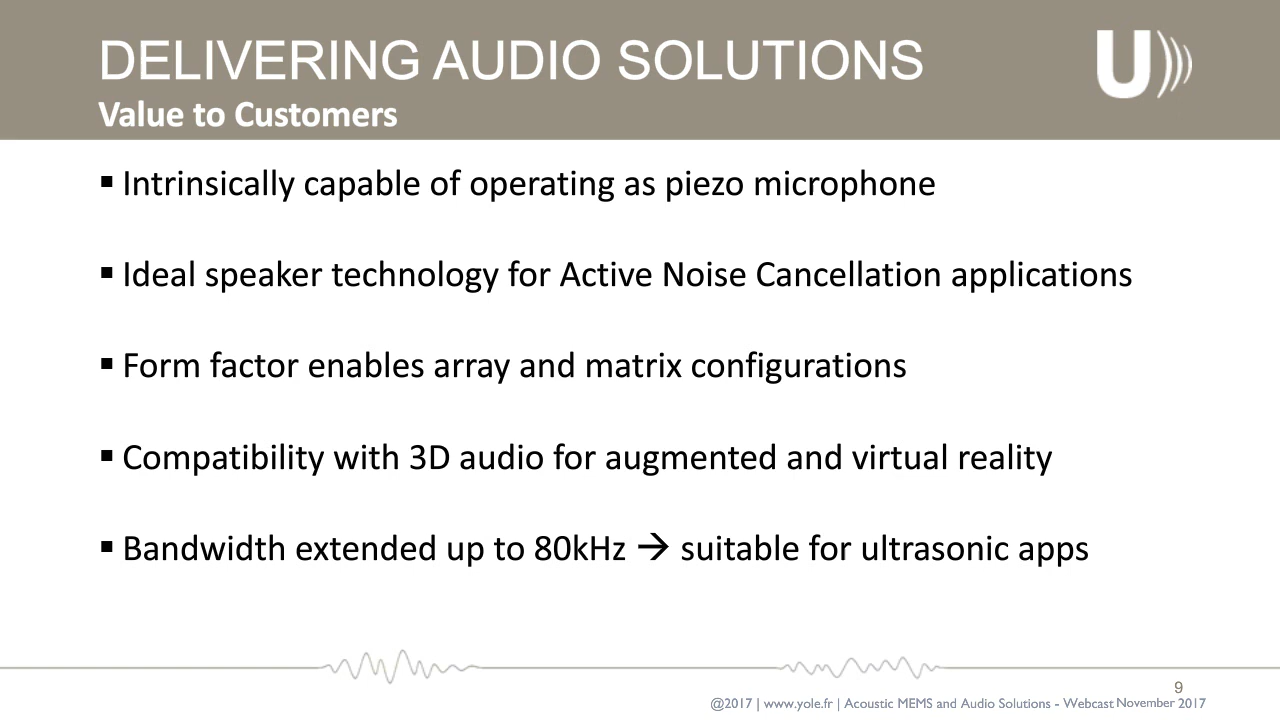 DELIVERING AUDIO SOLUTIONS
U
Value to Customers
▪ Intrinsically capable of operating as piezo microphone
▪ Ideal speaker technology for Active Noise Cancellation applications
▪ Form factor enables array and matrix configurations
▪ Compatibility with 3D audio for augmented and virtual reality
▪ Bandwidth extended up to 80kHz → suitable for ultrasonic apps
9
@2017 | www.yole.fr | Acoustic MEMS and Audio Solutions - Webcast November 2017